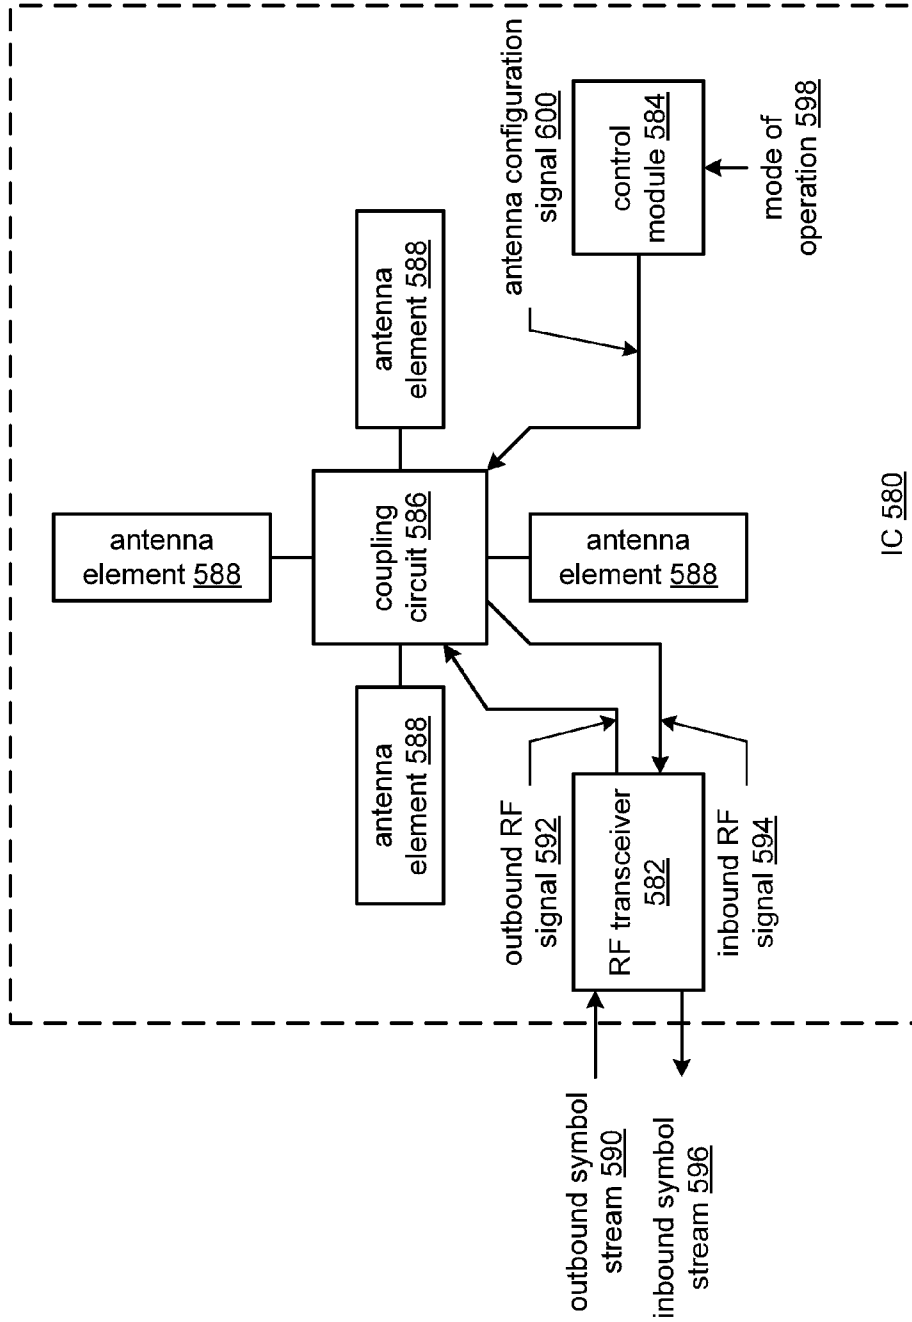 antenna
element 588
antenna
element 588
coupling
circuit 586
antenna
element 588
antenna
element 588
antenna configuration
signal 600
control
module 584
mode of
operation 598
outbound RF
signal 592
RF transceiver
582
inbound RF
signal 594
outbound symbol
stream 590
inbound symbol
stream 596
IC 580